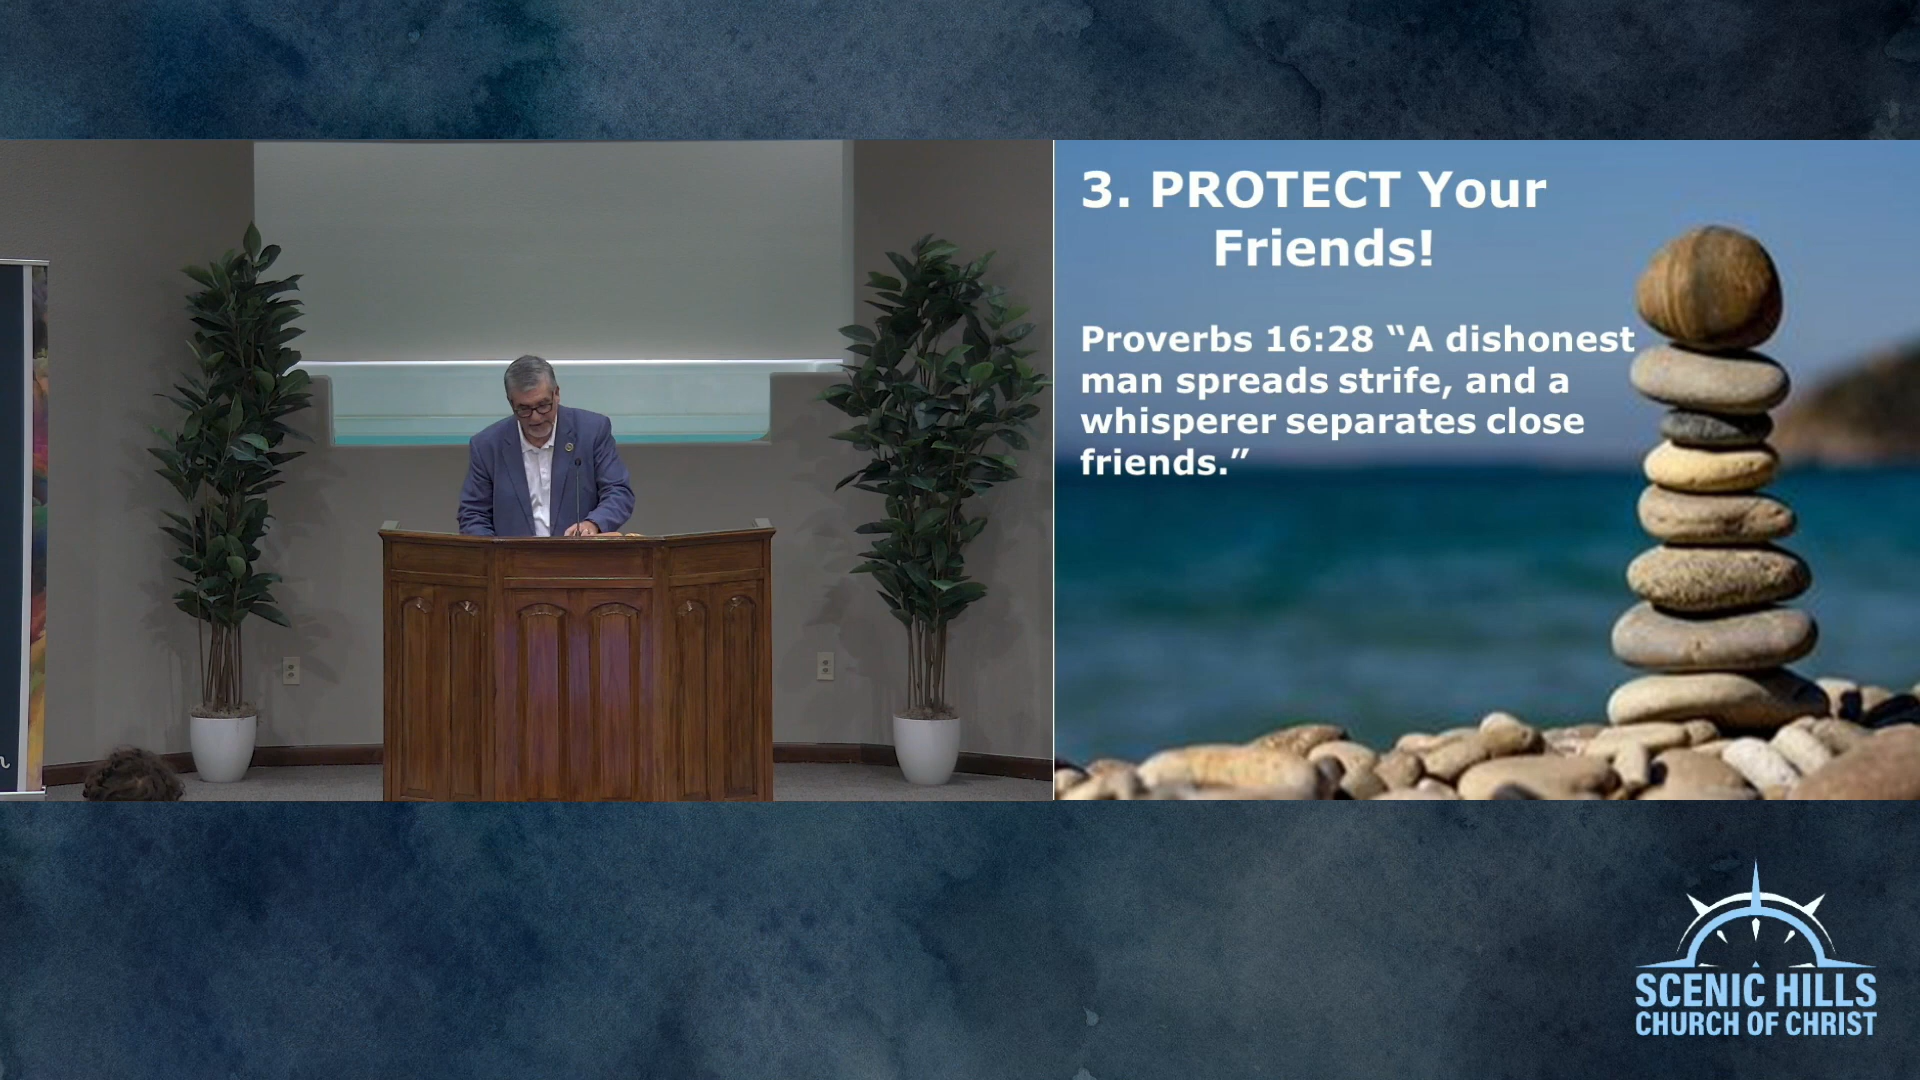 3. PROTECT Your
Friends!
Proverbs 16:28 “A dishonest
man spreads strife, and a
whisperer separates close
friends.”
SCENIC HILLS
CHURCH OF CHRIST